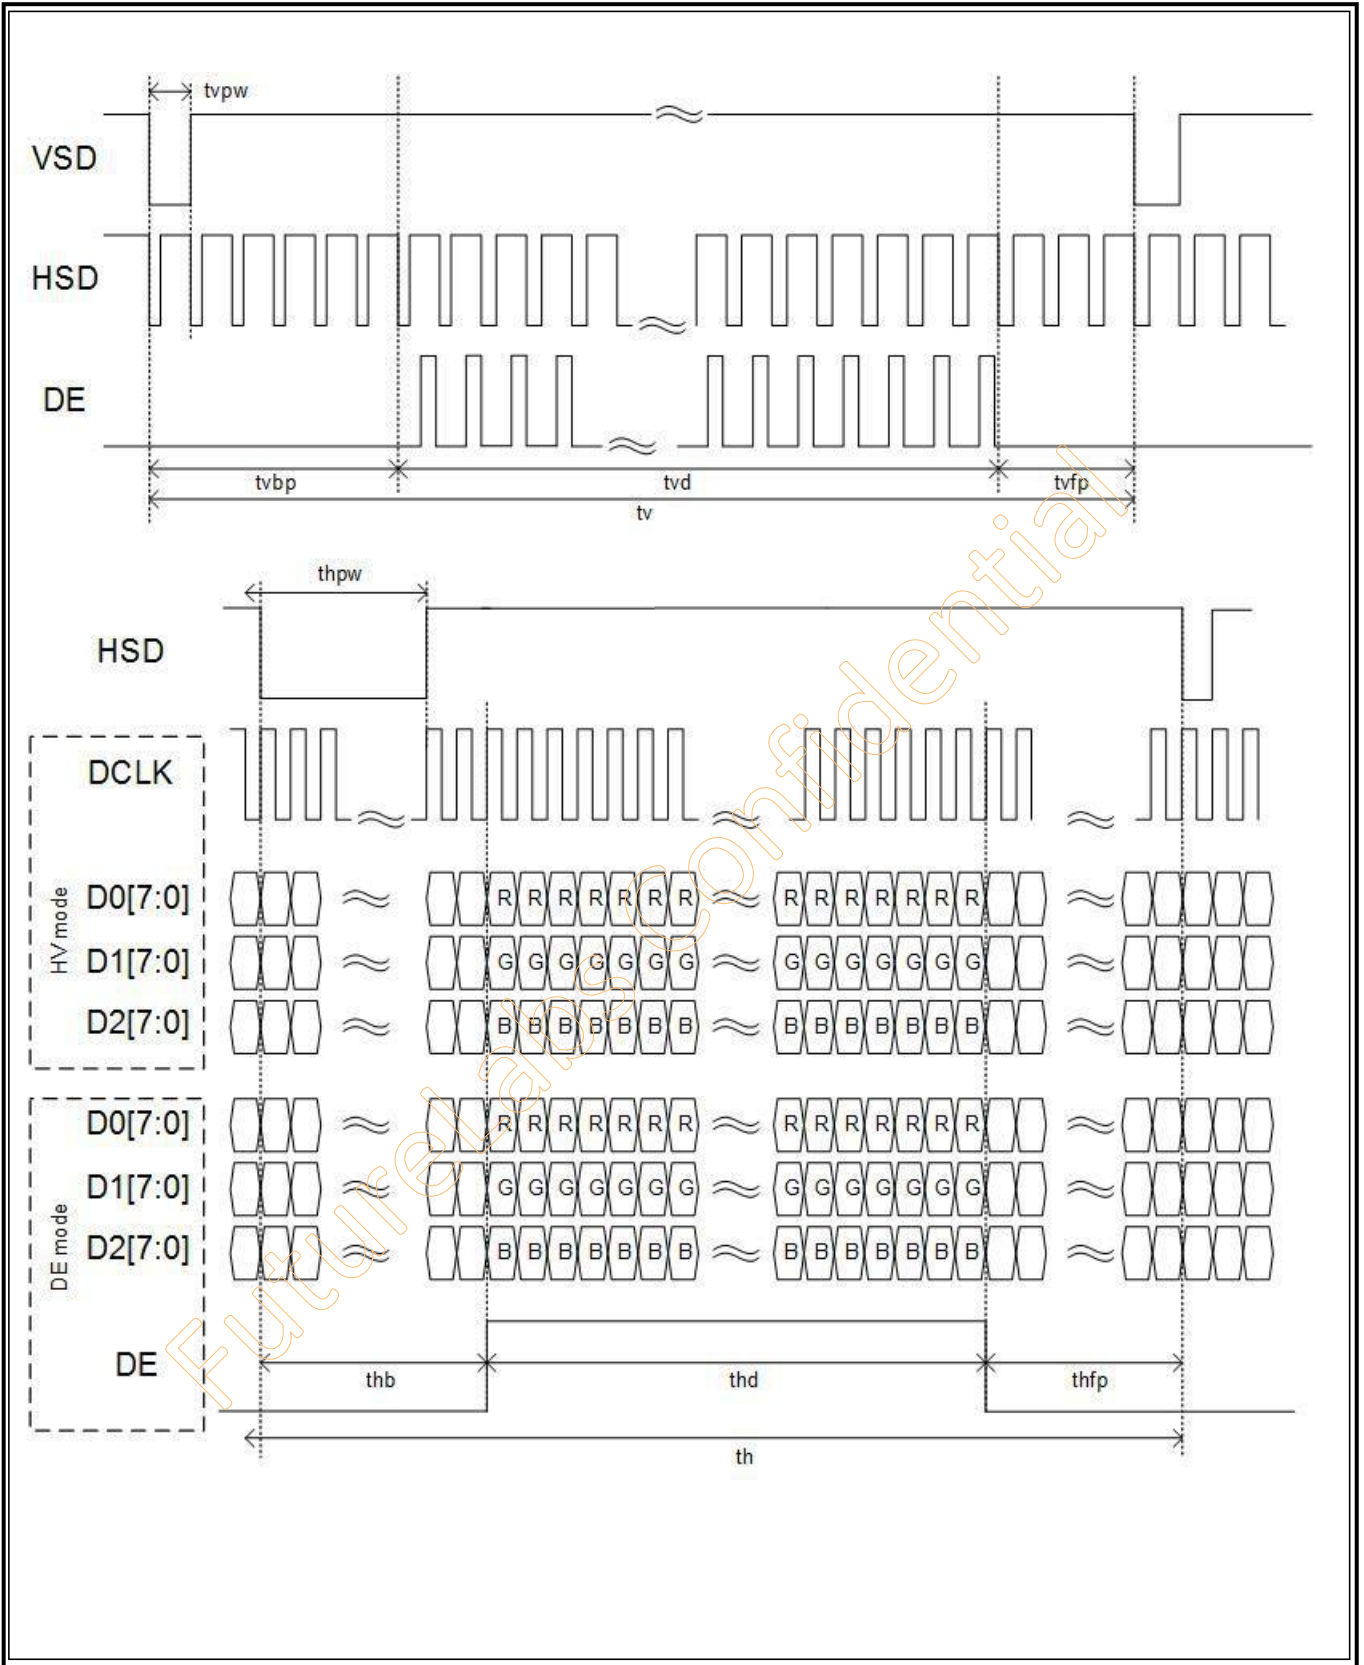 tvpw
VSD
HSD
DE
tvbp tvd tvfp
tv
thpw
HSD
DCLK
HV mode
D0[7:0] R R R R R R R R R R R R R R
D1[7:0] G G G G G G G G G G G G G G
D2[7:0] B B B B B B B B B B B B B B
DE mode
D0[7:0] R R R R R R R R R R R R R R
D1[7:0] G G G G G G G G G G G G G G
D2[7:0] B B B B B B B B B B B B B B
DE
thb thd thfp
th
FutureLabs Confidential